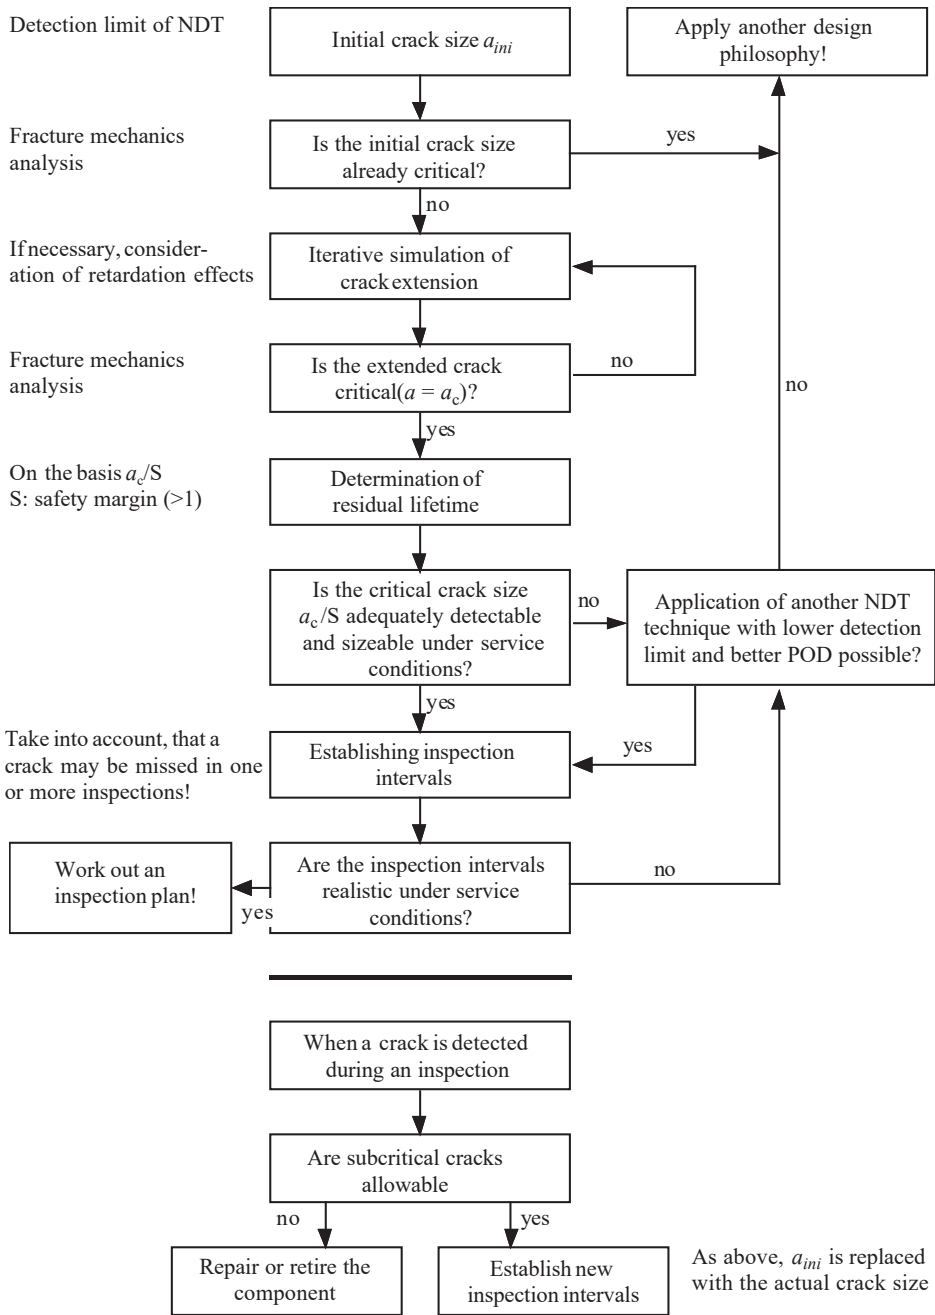 Detection limit of NDT
Initial crack size a_ini
Apply another design
philosophy!
Fracture mechanics
analysis
Is the initial crack size
already critical?
yes
no
If necessary, consider-
ation of retardation effects
Iterative simulation of
crack extension
Fracture mechanics
analysis
Is the extended crack
critical(a = a_c)?
no
no
yes
On the basis a_c/S
S: safety margin (>1)
Determination of
residual lifetime
Is the critical crack size
a_c/S adequately detectable
and sizeable under service
conditions?
no
Application of another NDT
technique with lower detection
limit and better POD possible?
yes
yes
Take into account, that a
crack may be missed in one
or more inspections!
Establishing inspection
intervals
Work out an
inspection plan!
yes
Are the inspection intervals
realistic under service
conditions?
no
When a crack is detected
during an inspection
Are subcritical cracks
allowable
no
yes
Repair or retire the
component
Establish new
inspection intervals
As above, a_ini is replaced
with the actual crack size